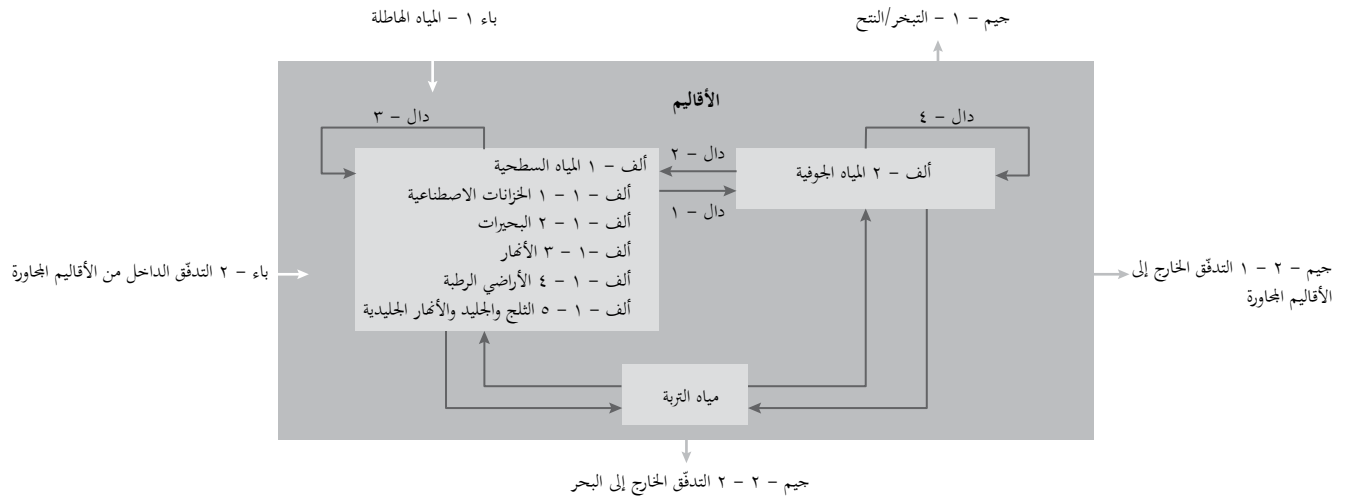 باء ١ – المياه الهاطلة
جيم – ١ – التبخر/النتح
الأقاليم
دال – ٣
دال – ٤
ألف – ١ المياه السطحية
ألف – ١ – ١ الخزانات الاصطناعية
ألف – ١ – ٢ البحيرات
ألف –١ – ٣ الأنهار
ألف – ١ – ٤ الأراضي الرطبة
ألف – ١ – ٥ الثلج والجليد والأنهار الجليدية
دال – ٢
دال – ١
ألف – ٢ المياه الجوفية
باء – ٢ التدفّق الداخل من الأقاليم المجاورة
جيم – ٢ – ١ التدفّق الخارج إلى
الأقاليم المجاورة
مياه التربة
جيم – ٢ – ٢ التدفّق الخارج إلى البحر